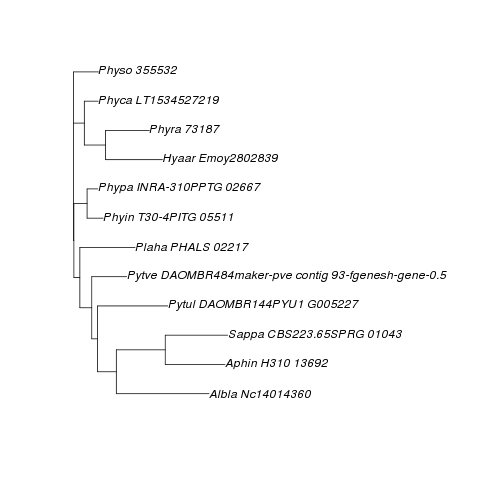 Physo 355532
Phyca LT1534527219
Phyra 73187
Hyaar Emoy2802839
Phypa INRA-310PPTG 02667
Phyin T30-4PITG 05511
Plaha PHALS 02217
Pytve DAOMBR484maker-pve contig 93-fgenesh-gene-0.5
Pytul DAOMBR144PYU1 G005227
Sappa CBS223.65SPRG 01043
Aphin H310 13692
Albla Nc14014360